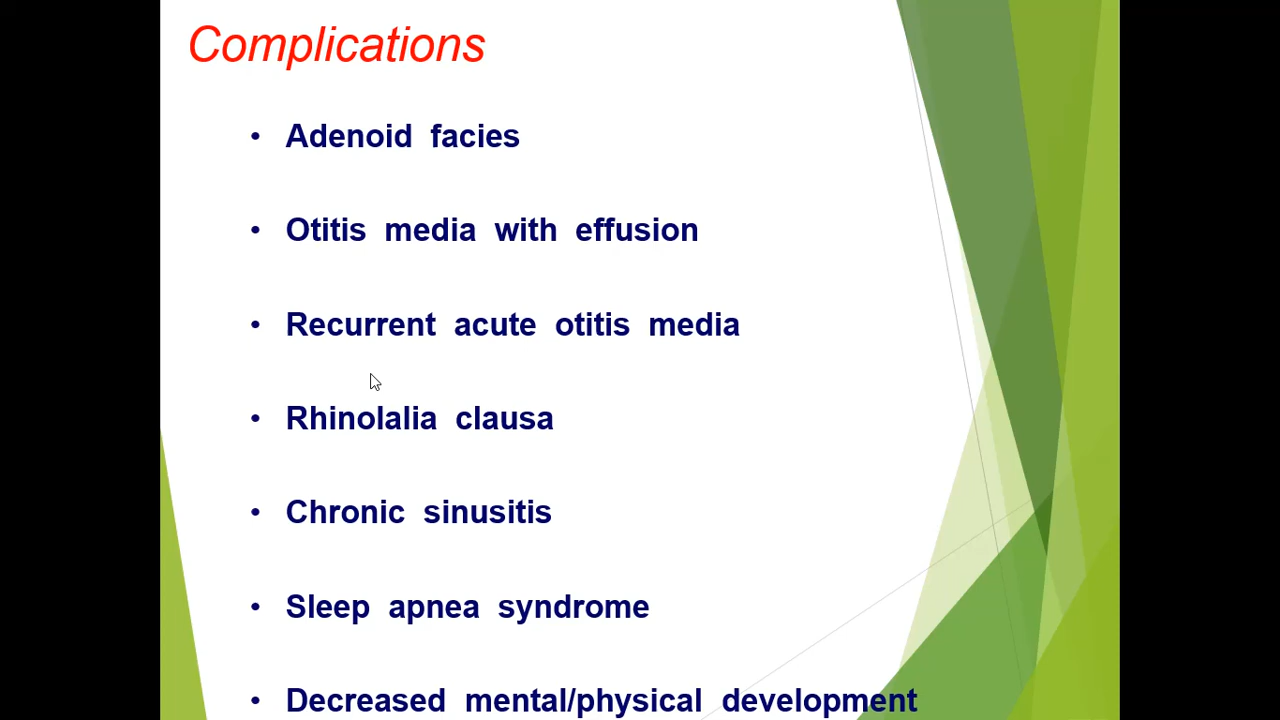 Complications
• Adenoid facies
• Otitis media with effusion
• Recurrent acute otitis media
• Rhinolalia clausa
• Chronic sinusitis
• Sleep apnea syndrome
• Decreased mental/physical development